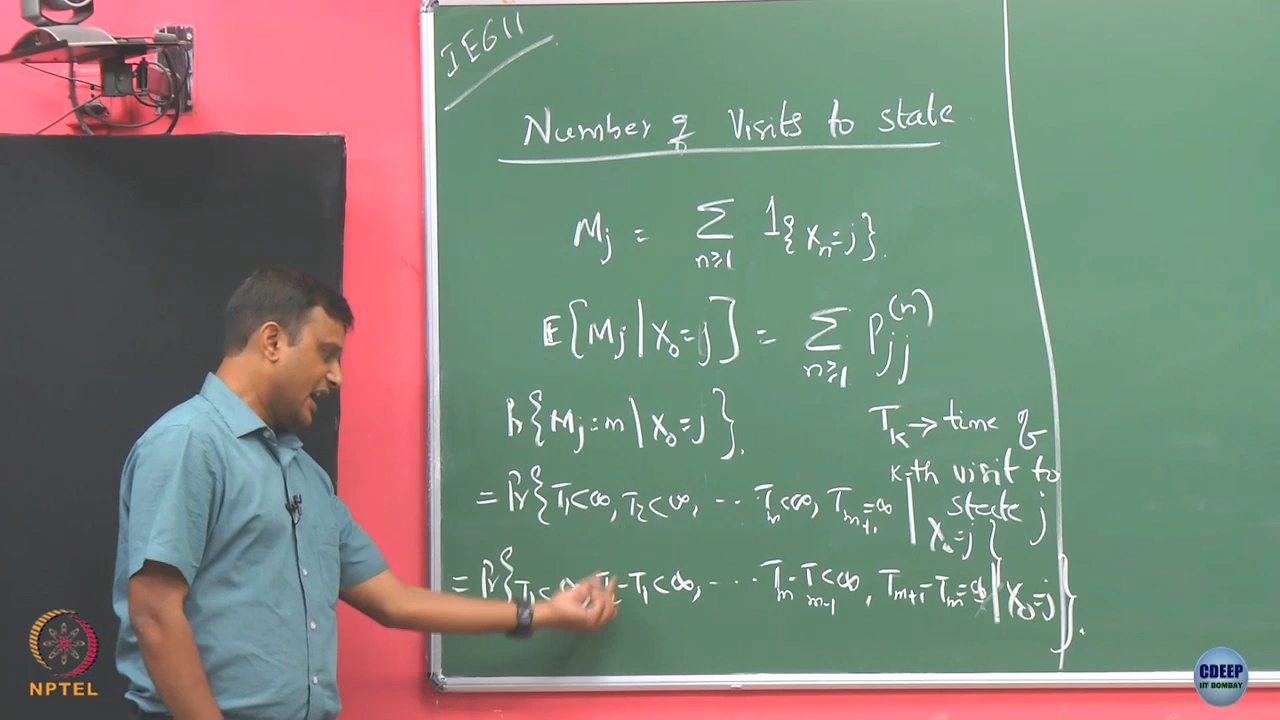 IE611
Number of Visits to state
Mj = Σ n≥1 1{Xn=j}.
E[Mj | X0=j] = Σ n≥1 Pjj^(n)
Pr{Mj=m | X0=j}.
Tk → time of
k-th visit to
state j
= Pr{T1<∞, T2<∞, ... Tm<∞, Tm+1=∞ | X0=j}
= Pr{T1<∞, T2-T1<∞, ... Tm-Tm-1<∞, Tm+1-Tm=∞ | X0=j}.
NPTEL
CDEEP
IIT BOMBAY